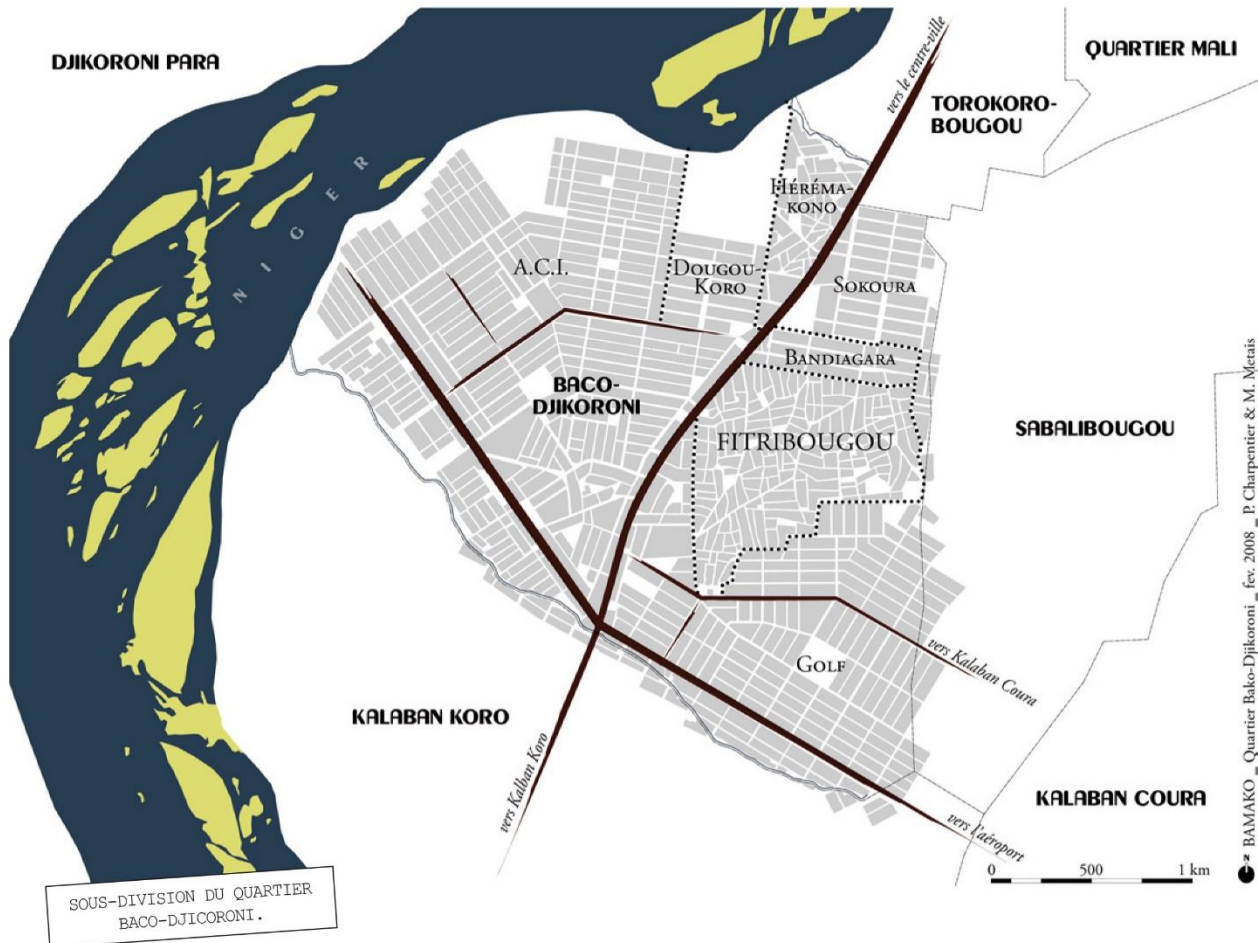 DJIKORONI PARA
QUARTIER MALI
vers le centre-ville
TOROKORO-
BOUGOU
NIGER
HÉRÉMA-
KONO
A.C.I.
DOUGOU-
KORO
SOKOURA
BANDIAGARA
BACO-
DJIKORONI
FITRIBOUGOU
SABALIBOUGOU
GOLF
vers Kalaban Coura
KALABAN KORO
vers Kalban Koro
KALABAN COURA
vers l'aéroport
0 500 1 km
N
BAMAKO _ Quartier Bako-Djikoroni _ fev. 2008 _ P. Charpentier & M. Metais
SOUS-DIVISION DU QUARTIER
BACO-DJICORONI.